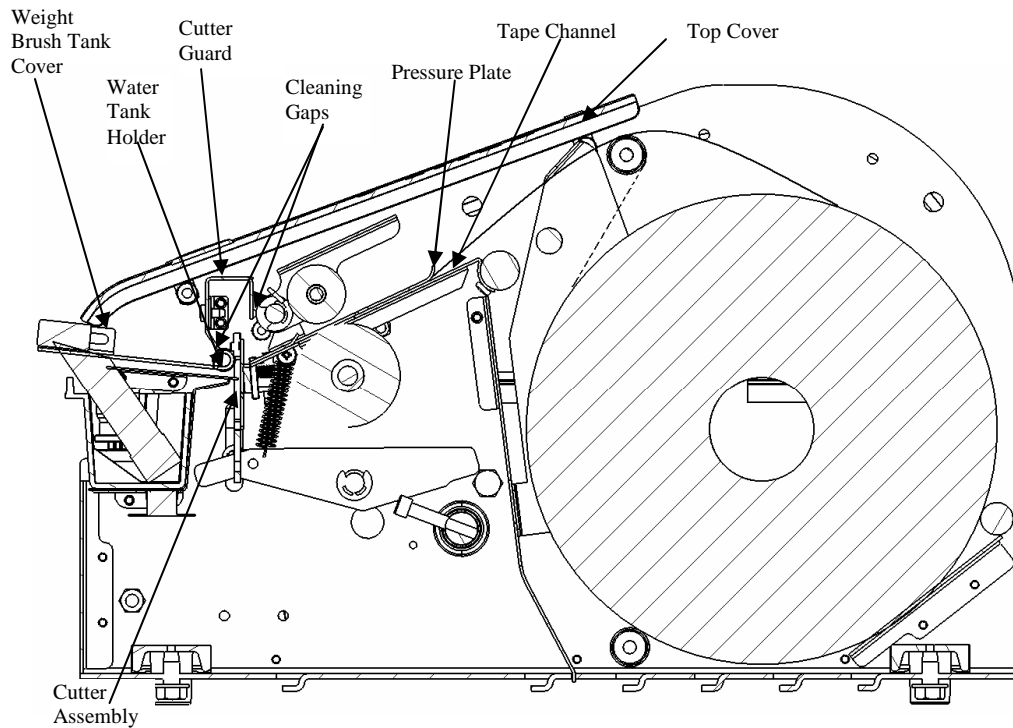 Weight
Brush Tank
Cover
Water
Tank
Holder
Cutter
Guard
Cleaning
Gaps
Pressure Plate
Tape Channel
Top Cover
Cutter
Assembly